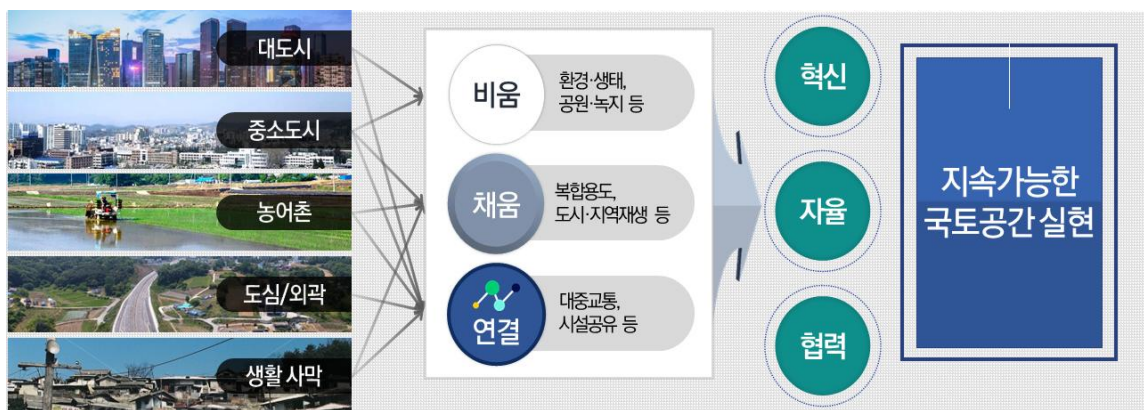 대도시
중소도시
농어촌
도심/외곽
생활 사막
비움
환경·생태,
공원·녹지 등
채움
복합용도,
도시·지역재생 등
연결
대중교통,
시설공유 등
혁신
자율
협력
지속가능한
국토공간 실현